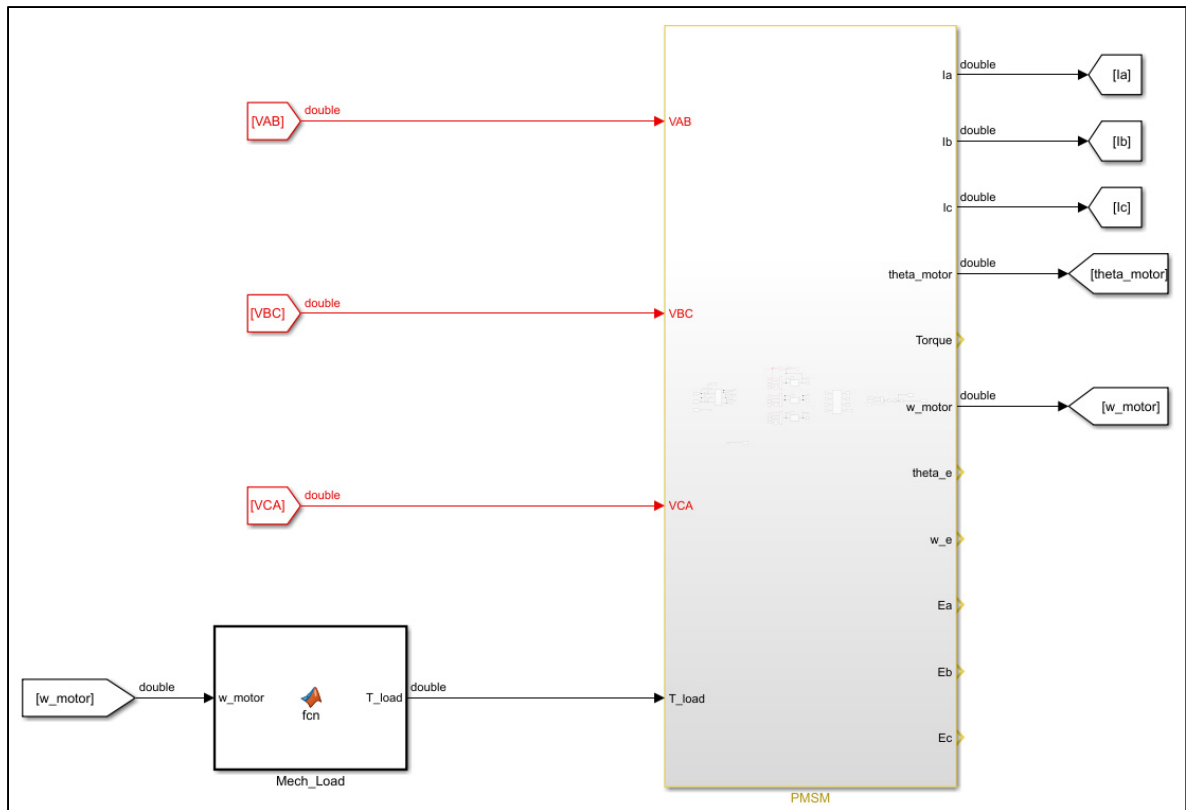 double
Ia
[Ia]
[VAB]
double
VAB
double
Ib
[Ib]
double
Ic
[Ic]
double
theta_motor
[theta_motor]
[VBC]
double
VBC
Torque
double
w_motor
[w_motor]
theta_e
[VCA]
double
VCA
w_e
Ea
Eb
[w_motor]
double
w_motor
fcn
T_load
double
T_load
Ec
Mech_Load
PMSM